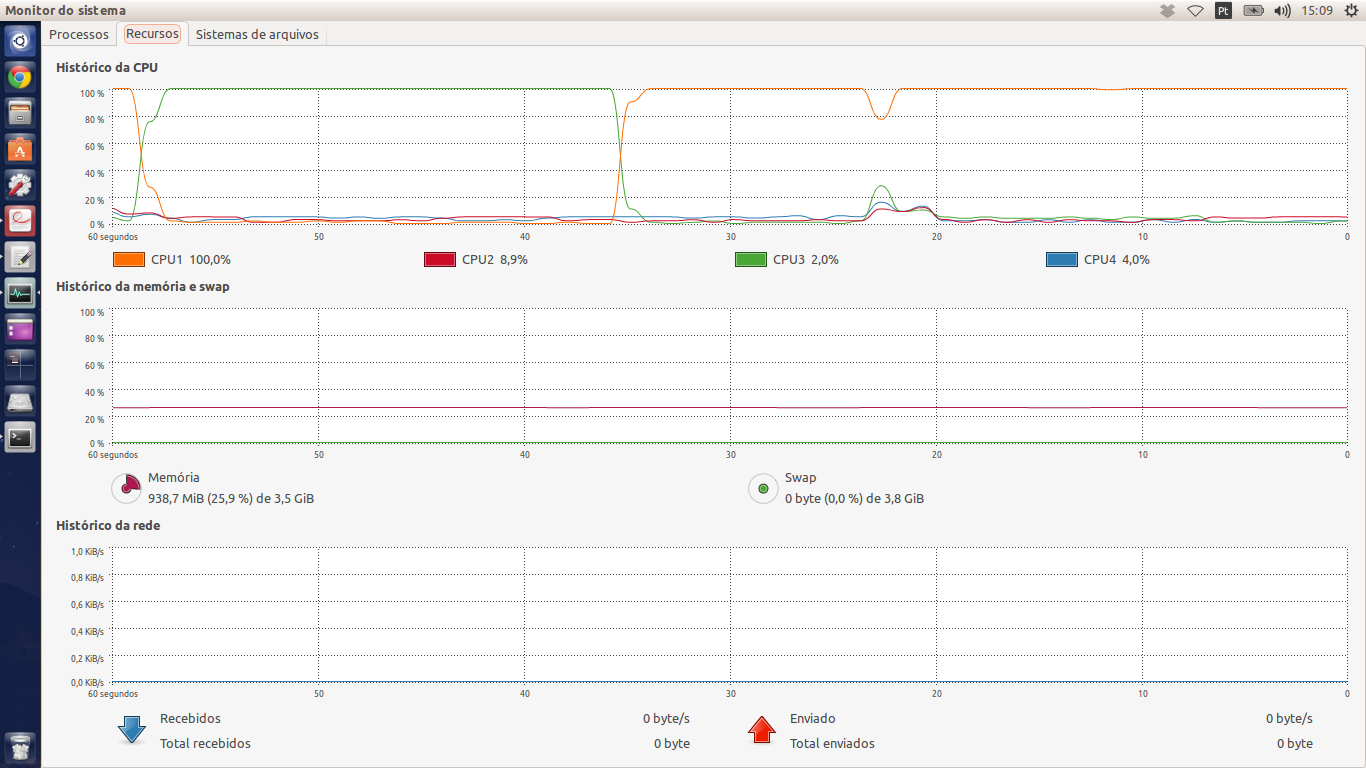 Monitor do sistema
Pt
15:09
Processos Recursos Sistemas de arquivos
Histórico da CPU
100 %
80 %
60 %
40 %
20 %
0 %
60 segundos 50 40 30 20 10 0
CPU1 100,0% CPU2 8,9% CPU3 2,0% CPU4 4,0%
Histórico da memória e swap
100 %
80 %
60 %
40 %
20 %
0 %
60 segundos 50 40 30 20 10 0
Memória
938,7 MiB (25,9 %) de 3,5 GiB
Swap
0 byte (0,0 %) de 3,8 GiB
Histórico da rede
1,0 KiB/s
0,8 KiB/s
0,6 KiB/s
0,4 KiB/s
0,2 KiB/s
0,0 KiB/s
60 segundos 50 40 30 20 10 0
Recebidos 0 byte/s
Total recebidos 0 byte
Enviado 0 byte/s
Total enviados 0 byte